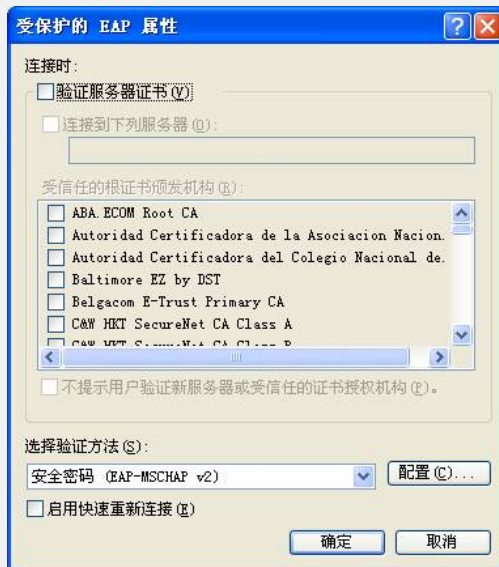 受保护的 EAP 属性
连接时:
验证服务器证书(V)
连接到下列服务器(O):
受信任的根证书颁发机构(R):
ABA.ECOM Root CA
Autoridad Certificadora de la Asociacion Nacion.
Autoridad Certificadora del Colegio Nacional de.
Baltimore EZ by DST
Belgacom E-Trust Primary CA
C&W HKT SecureNet CA Class A
C&W HKT SecureNet CA Class B
不提示用户验证新服务器或受信任的证书授权机构(P)。
选择验证方法(S):
安全密码 (EAP-MSCHAP v2)
配置(C)...
启用快速重新连接(E)
确定
取消